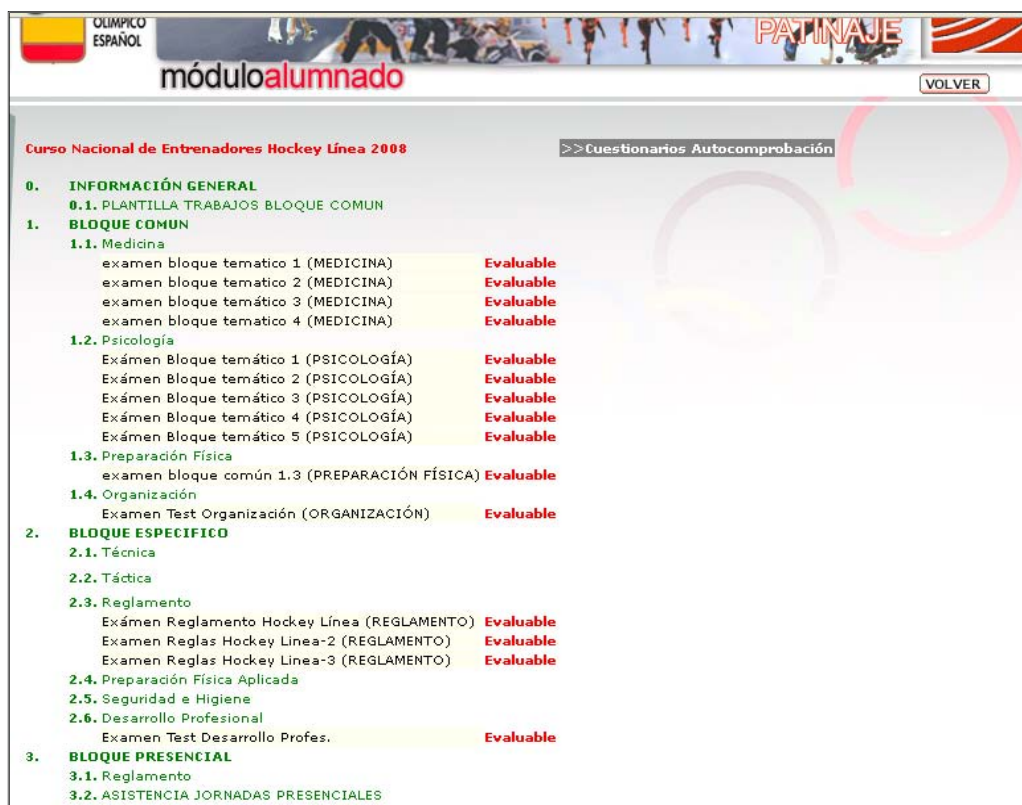 OLIMPICO
ESPAÑOL
PATINAJE
móduloalumnado
VOLVER
Curso Nacional de Entrenadores Hockey Línea 2008 >>Cuestionarios Autocomprobación
0. INFORMACIÓN GENERAL
0.1. PLANTILLA TRABAJOS BLOQUE COMUN
1. BLOQUE COMUN
1.1. Medicina
examen bloque tematico 1 (MEDICINA) Evaluable
examen bloque tematico 2 (MEDICINA) Evaluable
examen bloque temático 3 (MEDICINA) Evaluable
examen bloque tematico 4 (MEDICINA) Evaluable
1.2. Psicología
Exámen Bloque temático 1 (PSICOLOGÍA) Evaluable
Exámen Bloque temático 2 (PSICOLOGÍA) Evaluable
Exámen Bloque temático 3 (PSICOLOGÍA) Evaluable
Exámen Bloque temático 4 (PSICOLOGÍA) Evaluable
Exámen Bloque temático 5 (PSICOLOGÍA) Evaluable
1.3. Preparación Física
examen bloque común 1.3 (PREPARACIÓN FÍSICA) Evaluable
1.4. Organización
Examen Test Organización (ORGANIZACIÓN) Evaluable
2. BLOQUE ESPECIFICO
2.1. Técnica
2.2. Táctica
2.3. Reglamento
Exámen Reglamento Hockey Línea (REGLAMENTO) Evaluable
Examen Reglas Hockey Linea-2 (REGLAMENTO) Evaluable
Examen Reglas Hockey Linea-3 (REGLAMENTO) Evaluable
2.4. Preparación Física Aplicada
2.5. Seguridad e Higiene
2.6. Desarrollo Profesional
Examen Test Desarrollo Profes. Evaluable
3. BLOQUE PRESENCIAL
3.1. Reglamento
3.2. ASISTENCIA JORNADAS PRESENCIALES